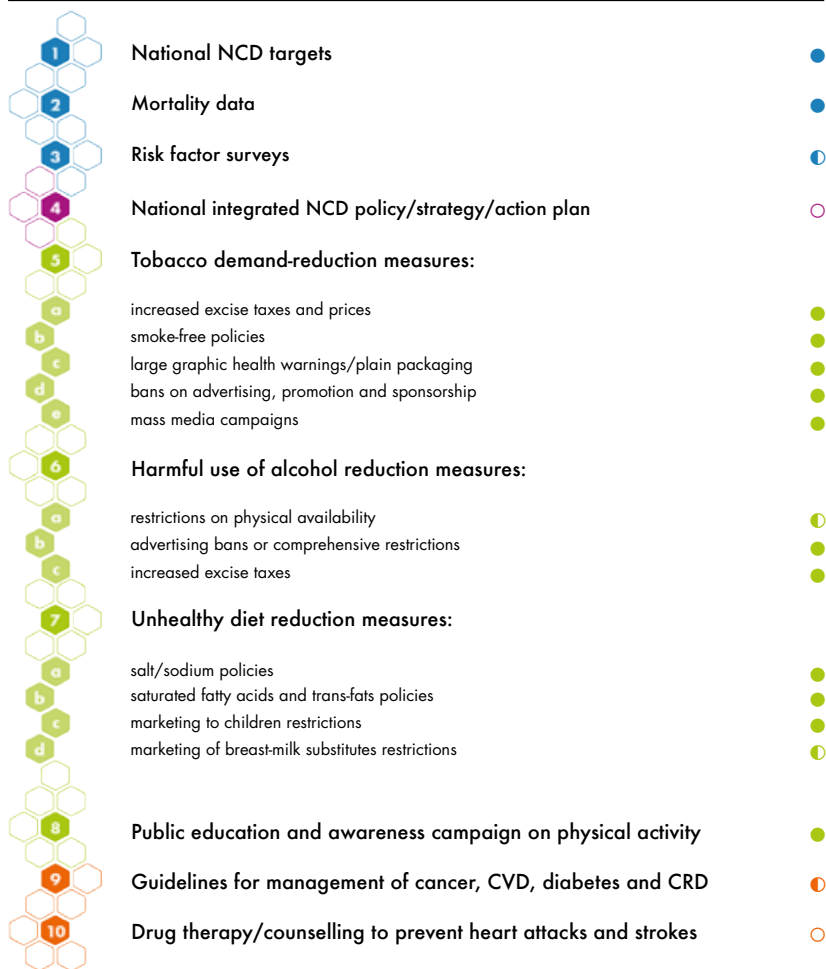 1 National NCD targets
2 Mortality data
3 Risk factor surveys
4 National integrated NCD policy/strategy/action plan
5 Tobacco demand-reduction measures:
a increased excise taxes and prices
b smoke-free policies
c large graphic health warnings/plain packaging
d bans on advertising, promotion and sponsorship
e mass media campaigns
6 Harmful use of alcohol reduction measures:
a restrictions on physical availability
b advertising bans or comprehensive restrictions
c increased excise taxes
7 Unhealthy diet reduction measures:
a salt/sodium policies
b saturated fatty acids and trans-fats policies
c marketing to children restrictions
d marketing of breast-milk substitutes restrictions
8 Public education and awareness campaign on physical activity
9 Guidelines for management of cancer, CVD, diabetes and CRD
10 Drug therapy/counselling to prevent heart attacks and strokes